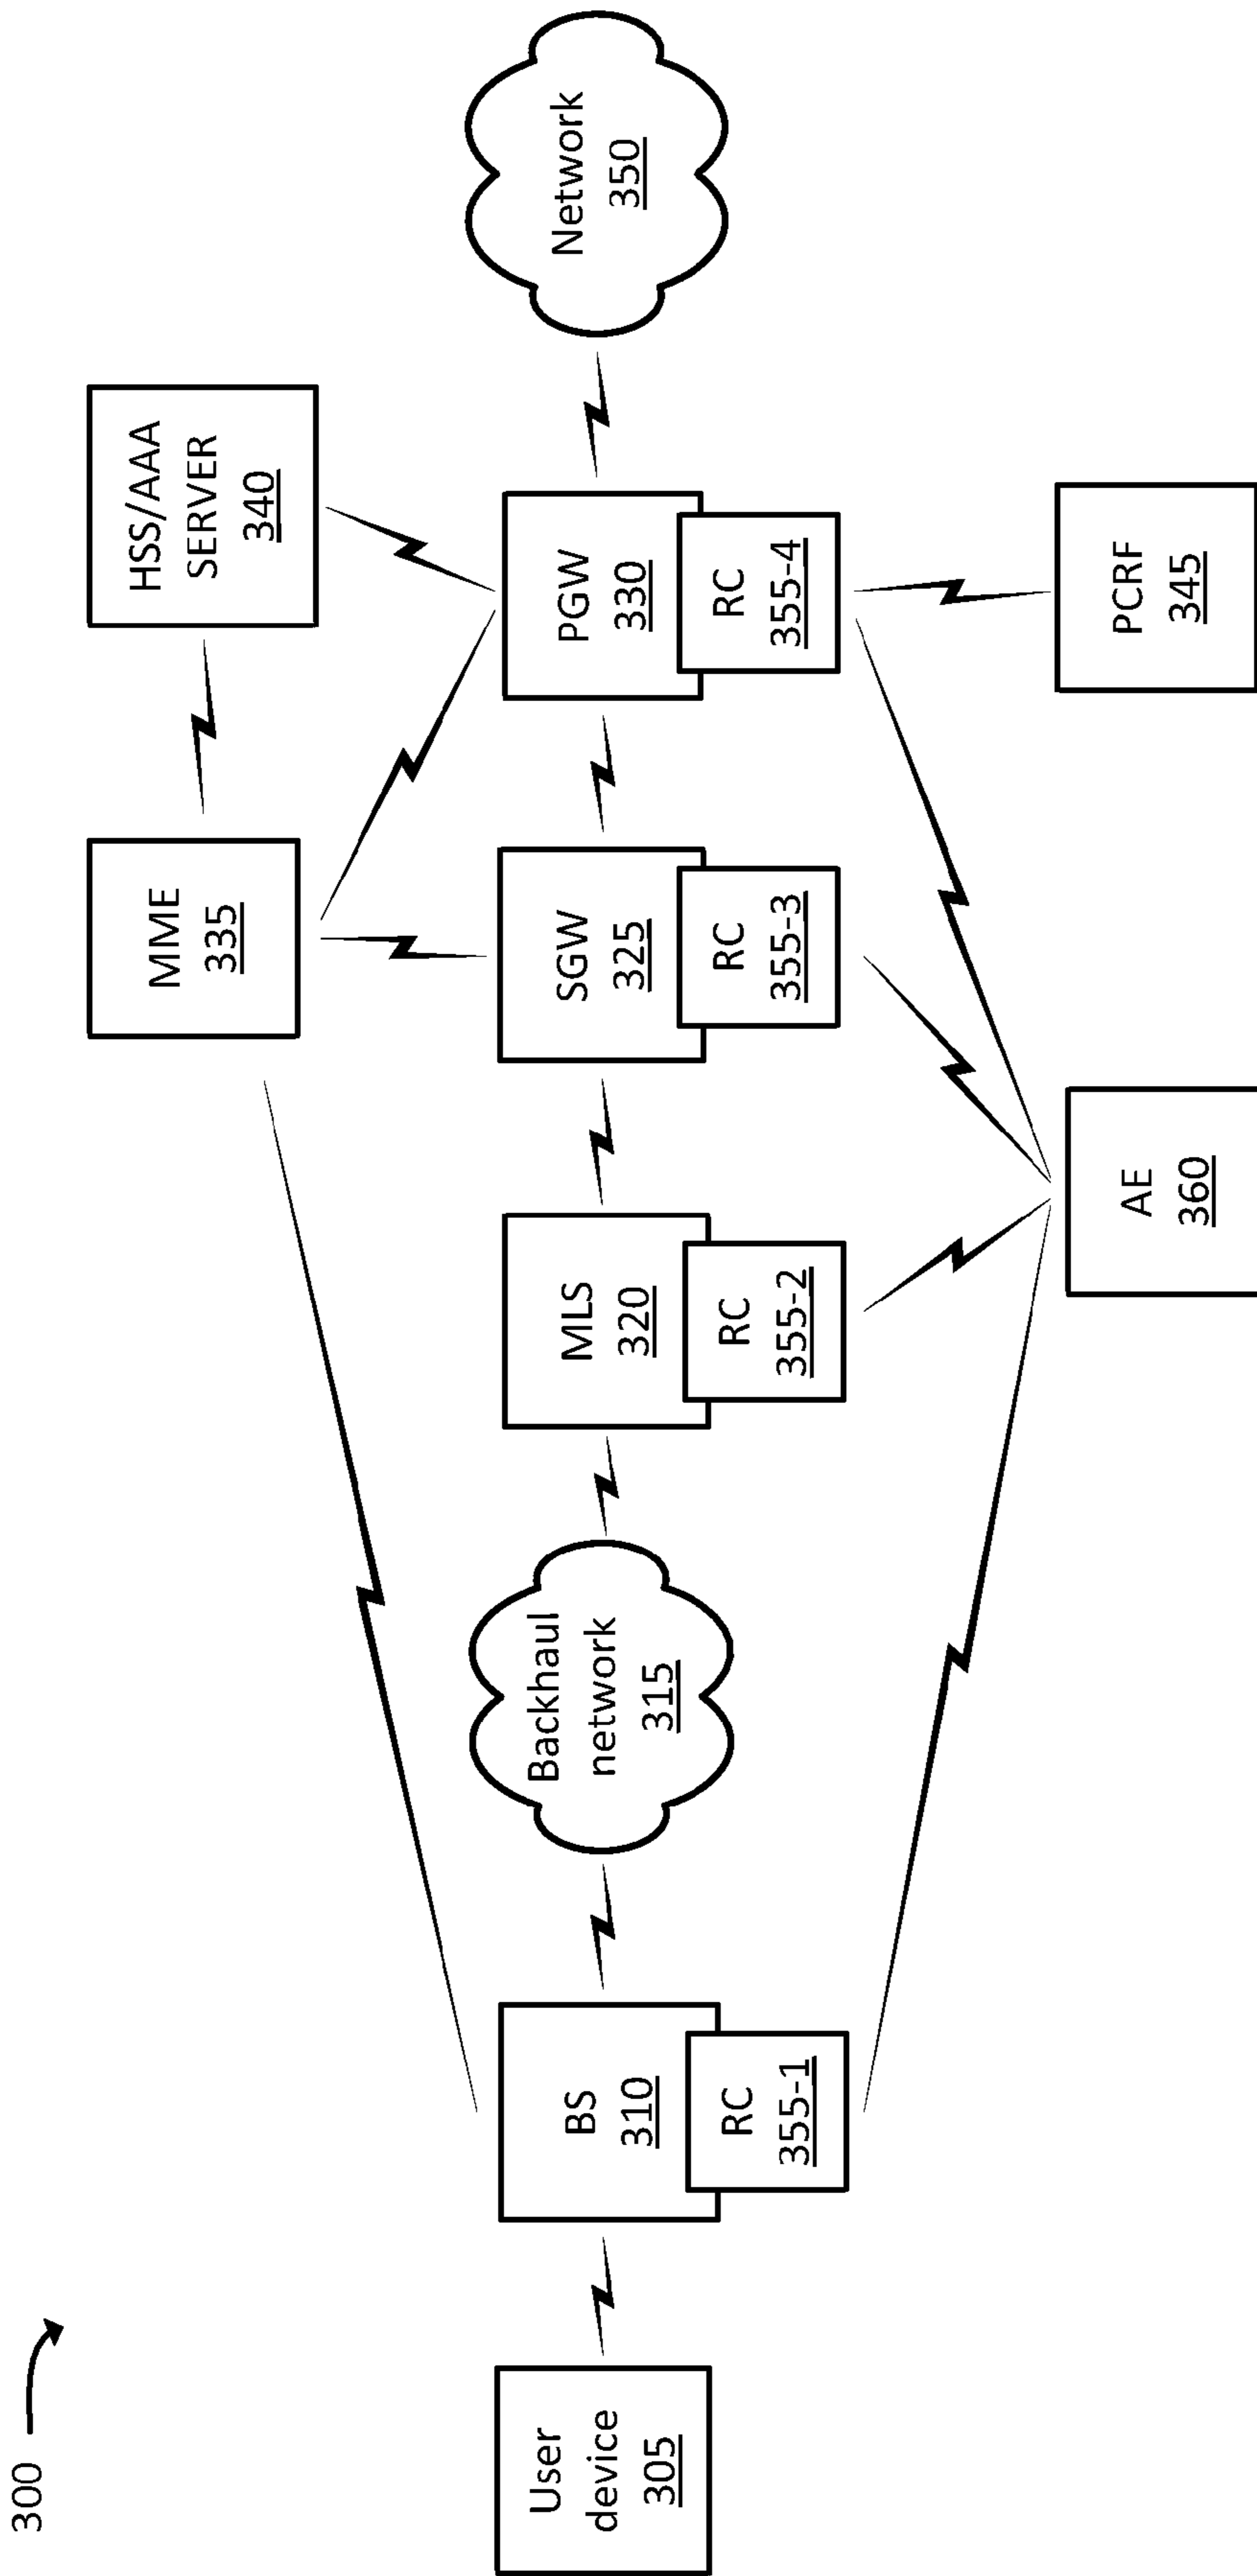 300
MME
335
HSS/AAA
SERVER
340
User
device
305
BS
310
RC
355-1
Backhaul
network
315
MLS
320
RC
355-2
SGW
325
RC
355-3
PGW
330
RC
355-4
Network
350
AE
360
PCRF
345